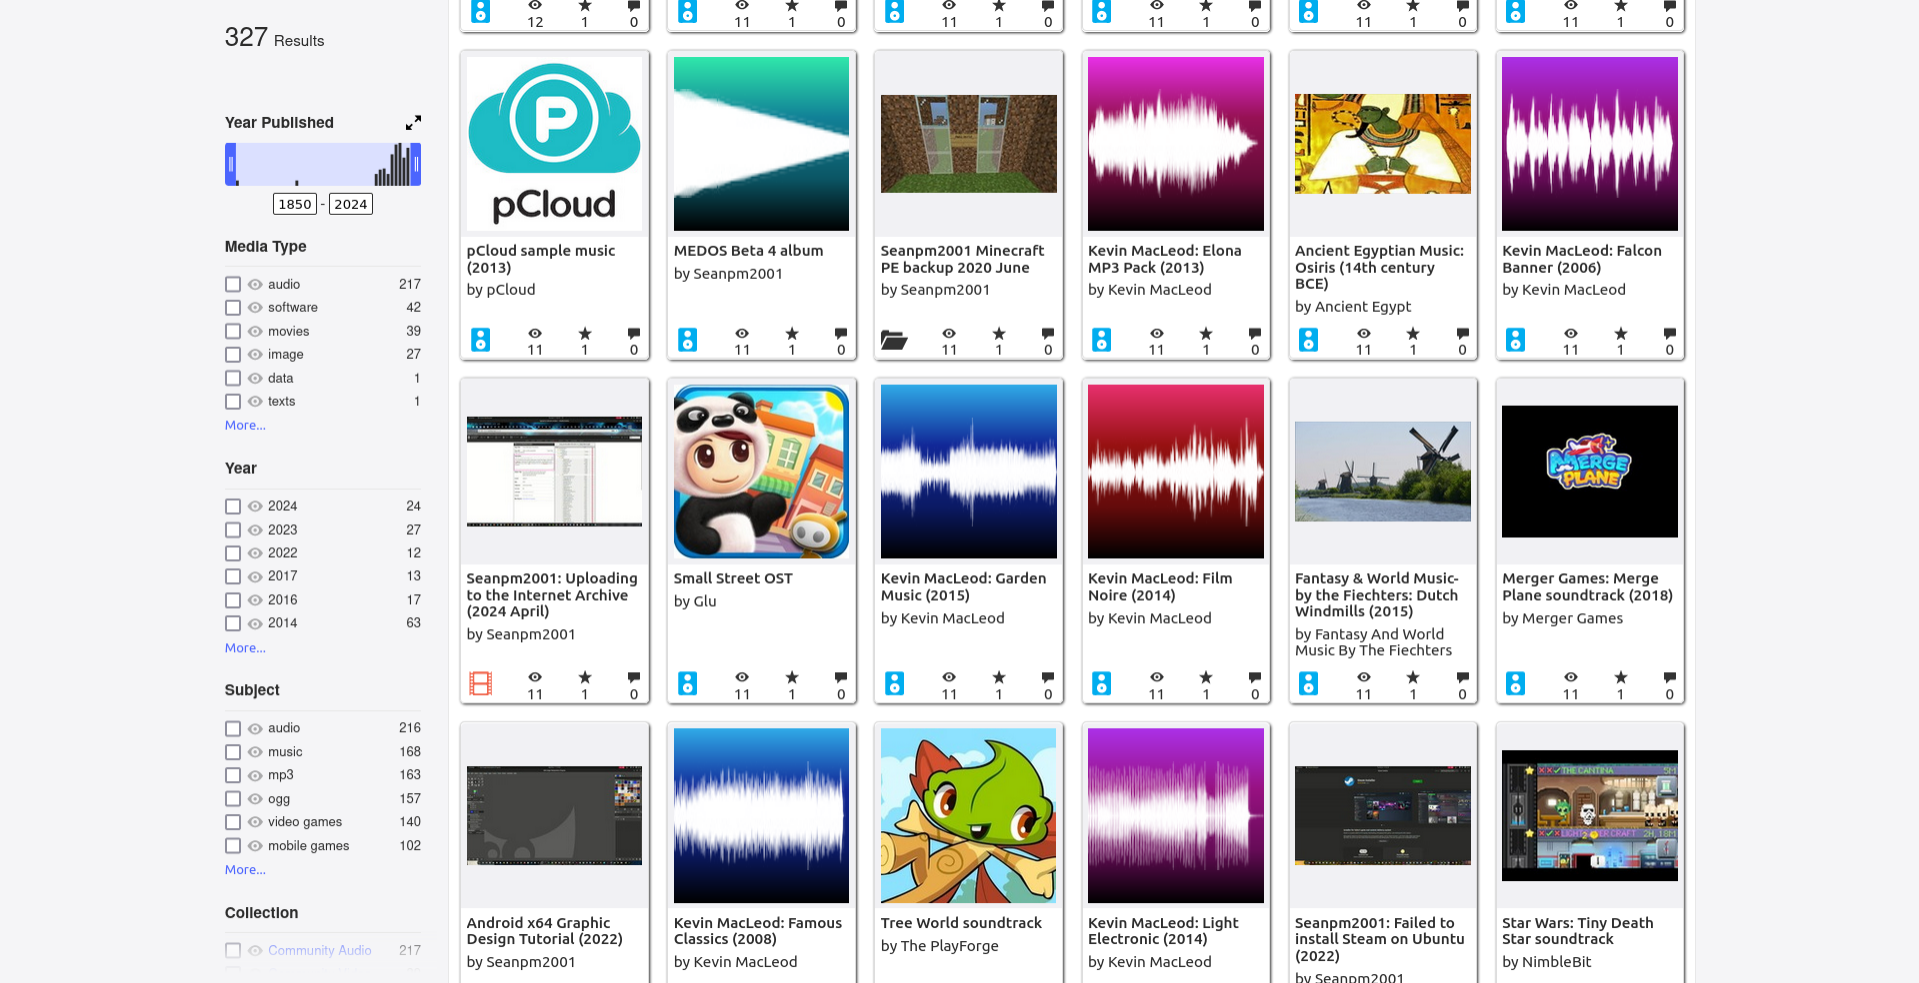 327 Results
Year Published
1850 - 2024
Media Type
audio 217
software 42
movies 39
image 27
data 1
texts 1
More...
Year
2024 24
2023 27
2022 12
2017 13
2016 17
2014 63
More...
Subject
audio 216
music 168
mp3 163
ogg 157
video games 140
mobile games 102
More...
Collection
Community Audio 217
12 1 0
11 1 0
11 1 0
11 1 0
11 1 0
11 1 0
P
pCloud
pCloud sample music
(2013)
by pCloud
11 1 0
MEDOS Beta 4 album
by Seanpm2001
11 1 0
Seanpm2001 Minecraft
PE backup 2020 June
by Seanpm2001
11 1 0
Kevin MacLeod: Elona
MP3 Pack (2013)
by Kevin MacLeod
11 1 0
Ancient Egyptian Music:
Osiris (14th century
BCE)
by Ancient Egypt
11 1 0
Kevin MacLeod: Falcon
Banner (2006)
by Kevin MacLeod
11 1 0
Seanpm2001: Uploading
to the Internet Archive
(2024 April)
by Seanpm2001
11 1 0
Small Street OST
by Glu
11 1 0
Kevin MacLeod: Garden
Music (2015)
by Kevin MacLeod
11 1 0
Kevin MacLeod: Film
Noire (2014)
by Kevin MacLeod
11 1 0
Fantasy & World Music-
by the Fiechters: Dutch
Windmills (2015)
by Fantasy And World
Music By The Fiechters
11 1 0
MERGE
PLANE
Merger Games: Merge
Plane soundtrack (2018)
by Merger Games
11 1 0
Android x64 Graphic
Design Tutorial (2022)
by Seanpm2001
Kevin MacLeod: Famous
Classics (2008)
by Kevin MacLeod
Tree World soundtrack
by The PlayForge
Kevin MacLeod: Light
Electronic (2014)
by Kevin MacLeod
Seanpm2001: Failed to
install Steam on Ubuntu
(2022)
by Seanpm2001
THE CANTINA 5M
2H, 18M
Star Wars: Tiny Death
Star soundtrack
by NimbleBit